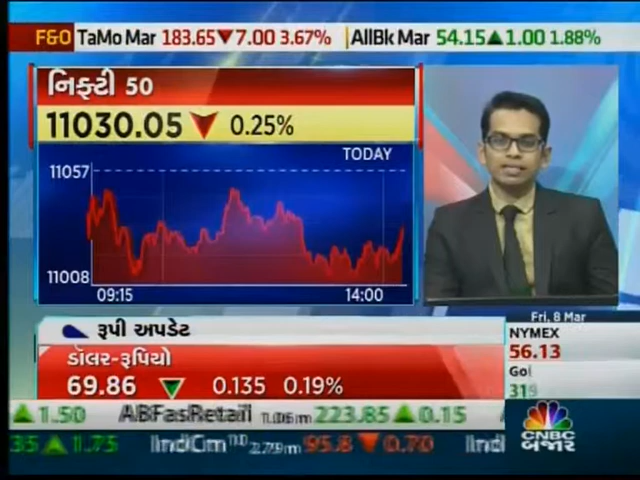 F&O TaMo Mar 183.65▼7.00 3.67% AllBk Mar 54.15▲1.00 1.88%
નિફ્ટી 50
11030.05 ▼ 0.25%
TODAY
11057
11008
09:15 14:00
Fri, 8 Mar
રૂપી અપડેટ
ડૉલર-રૂપિયો
69.86 ▼ 0.135 0.19%
NYMEX
56.13
▲1.50 ABFasRetail 223.85▲0.15
35▲1.75 95.8▼0.70
CNBC
બજાર